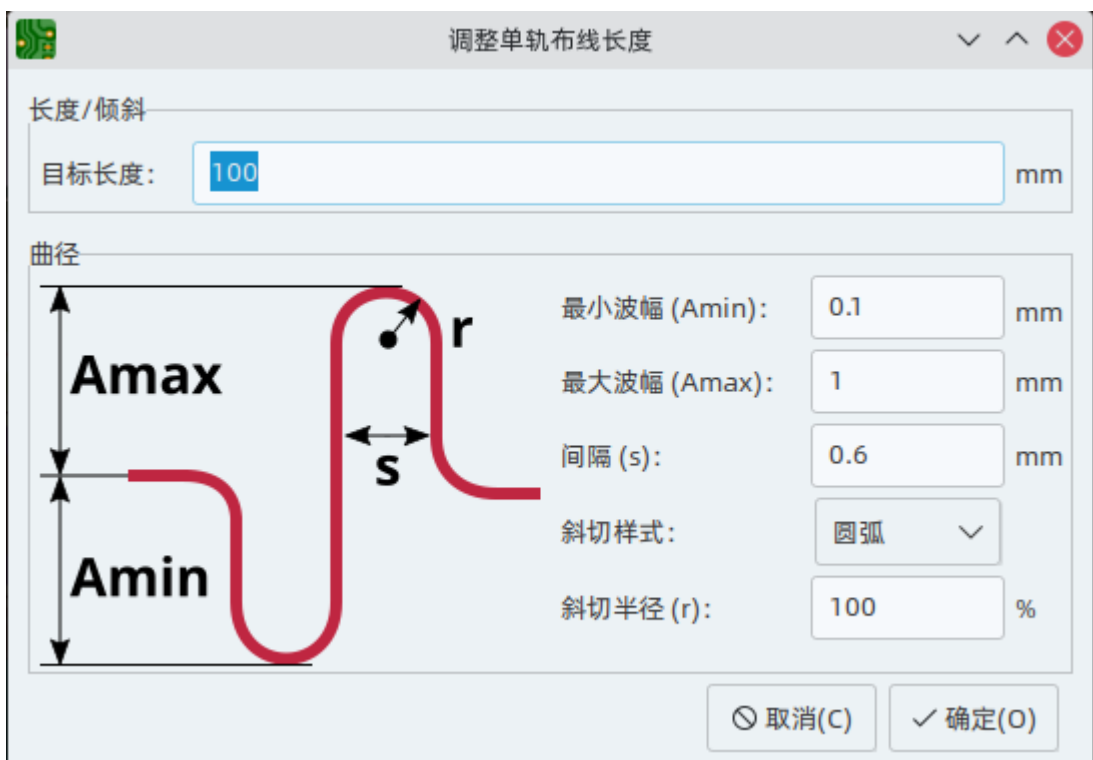 调整单轨布线长度
长度/倾斜
目标长度: 100 mm
曲径
Amax
r
s
Amin
最小波幅 (Amin): 0.1 mm
最大波幅 (Amax): 1 mm
间隔 (s): 0.6 mm
斜切样式: 圆弧
斜切半径 (r): 100 %
取消(C) 确定(O)